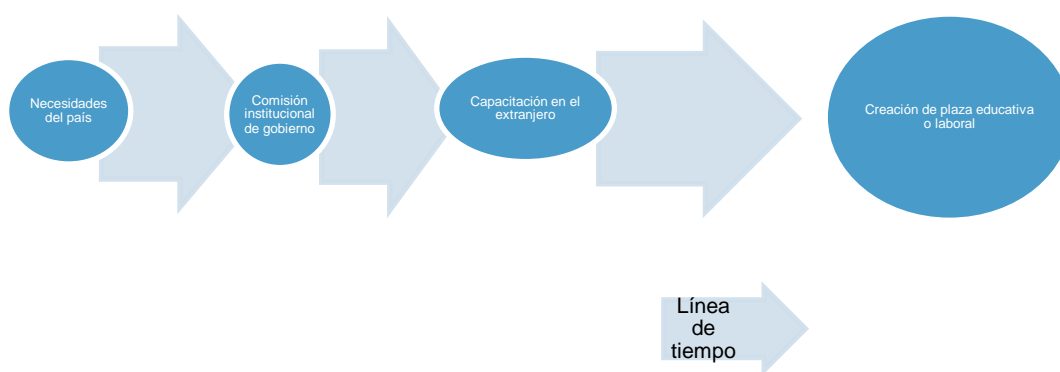 Necesidades
del país
Comisión
institucional
de gobierno
Capacitación en el
extranjero
Creación de plaza educativa
o laboral
Línea
de
tiempo